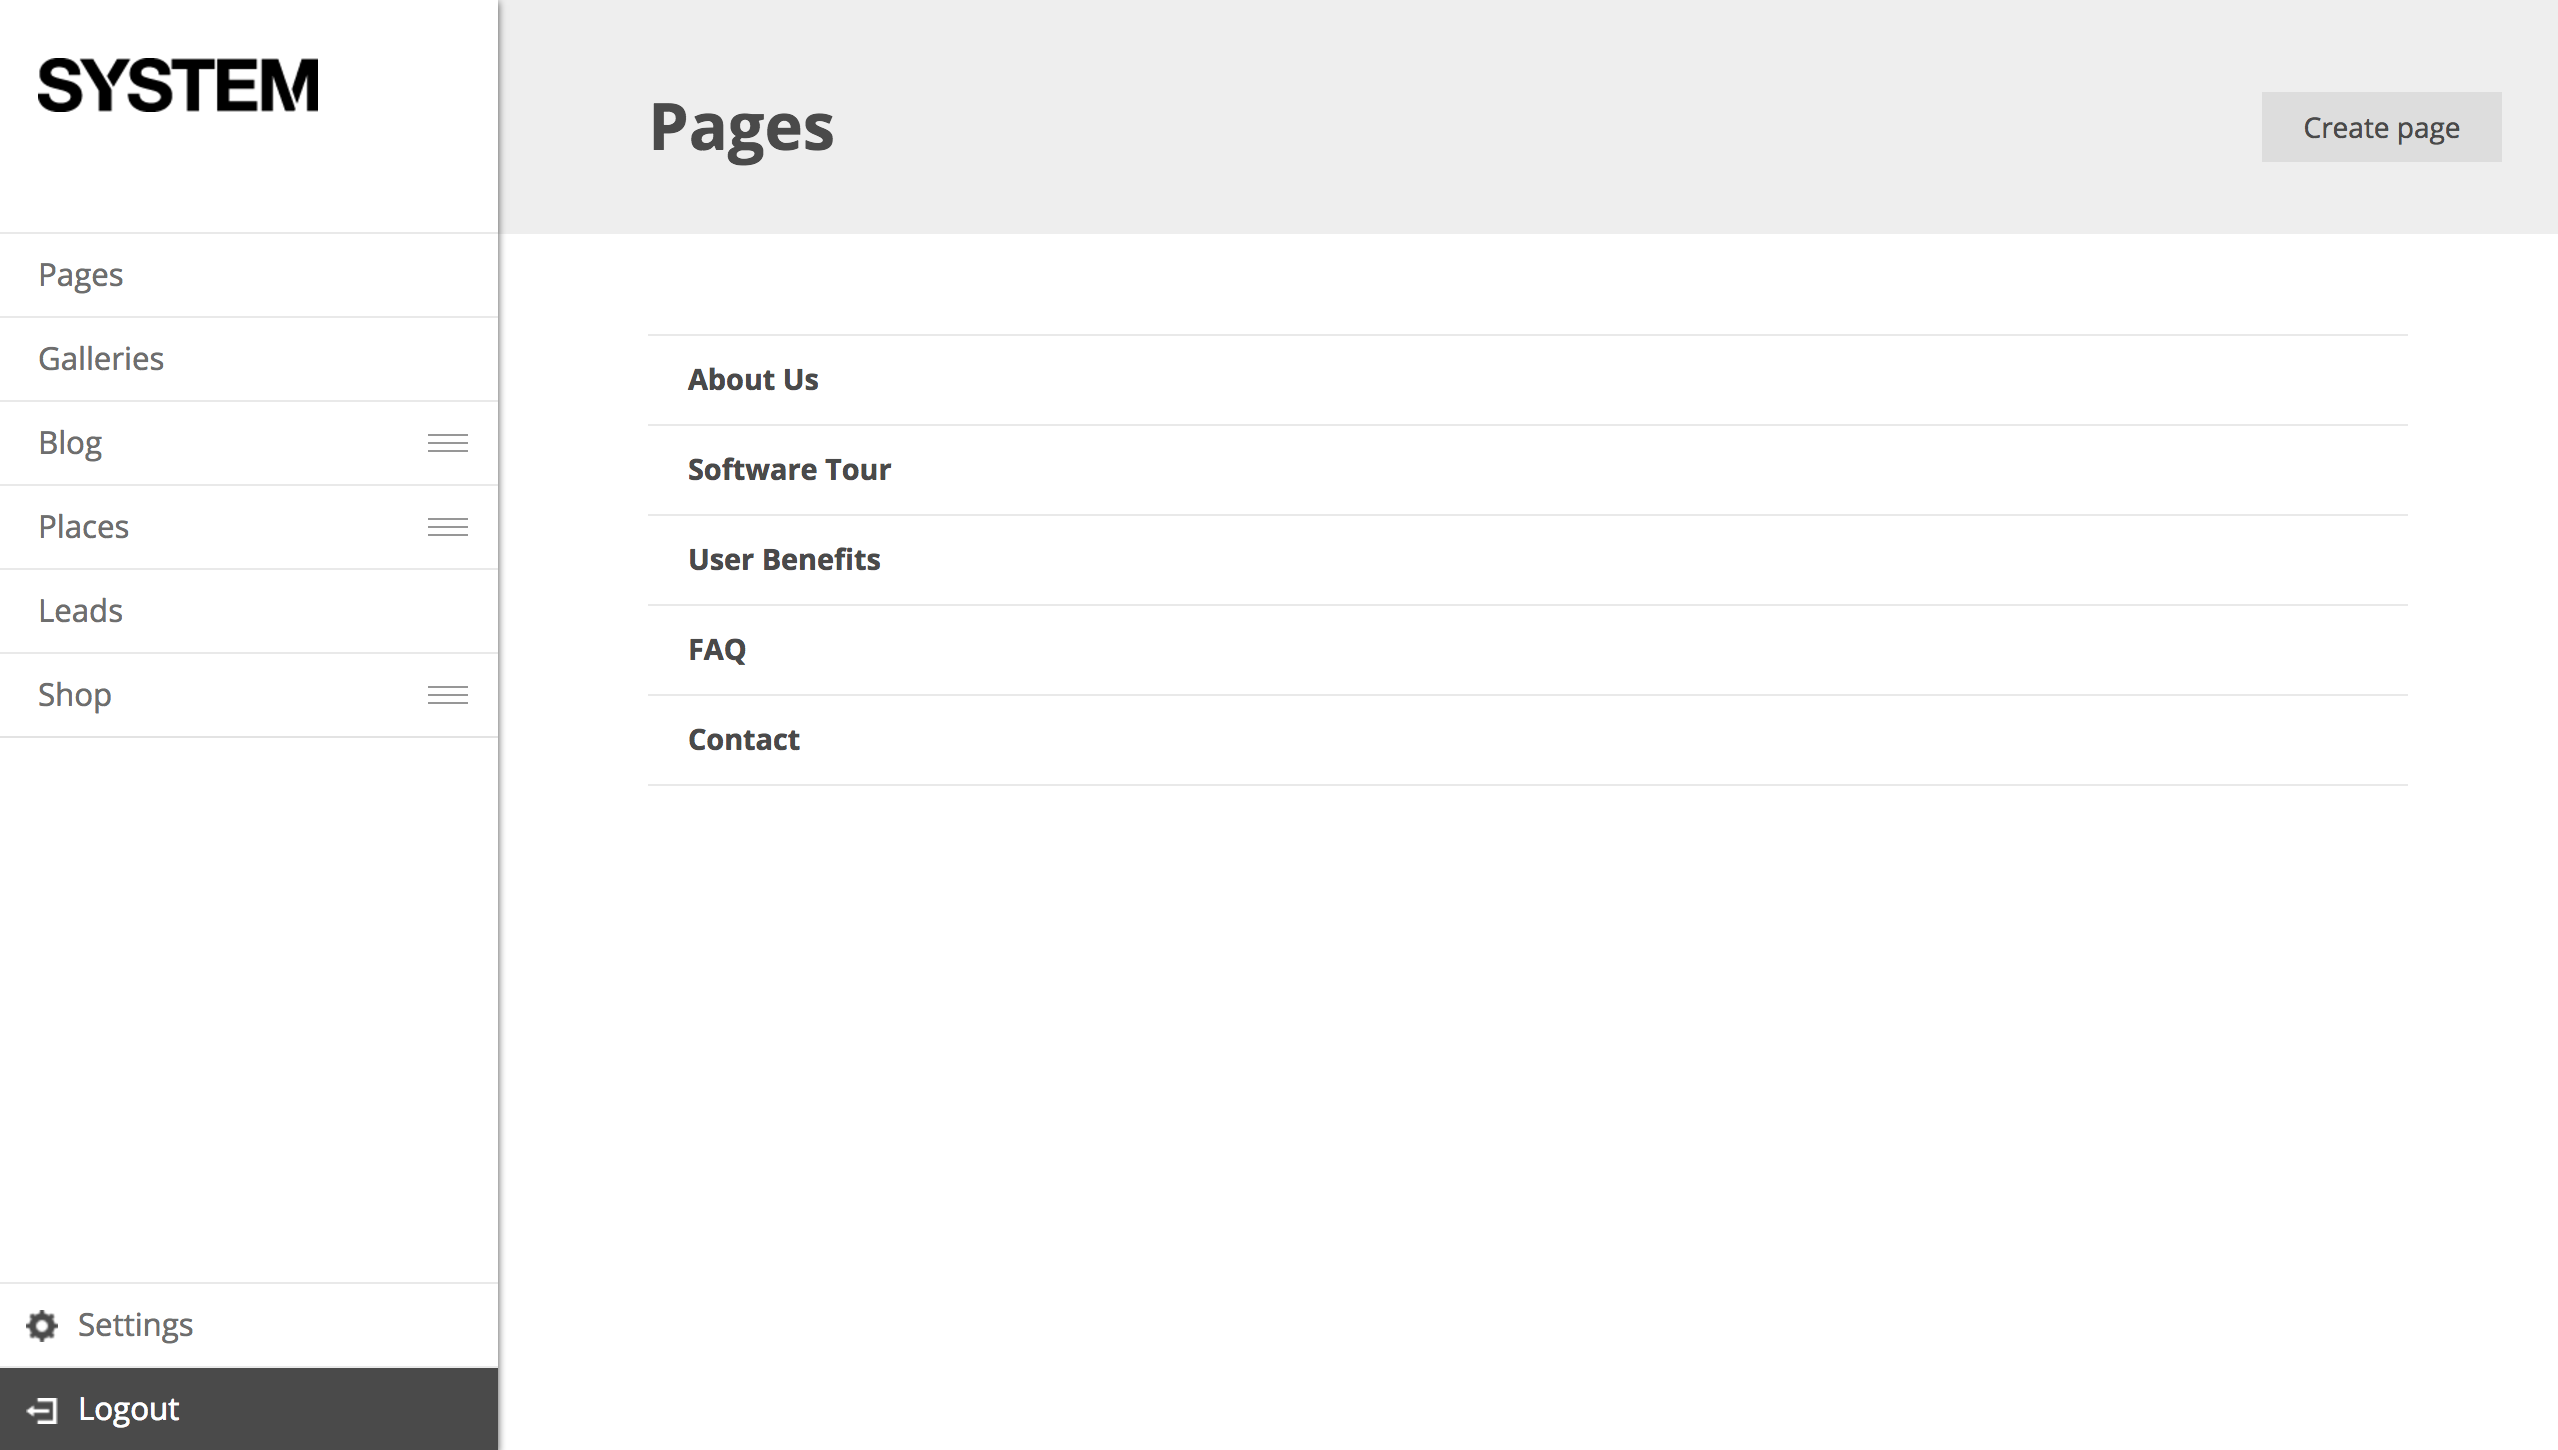 SYSTEM
Pages
Galleries
Blog
Places
Leads
Shop
Settings
Logout
Pages
Create page
About Us
Software Tour
User Benefits
FAQ
Contact